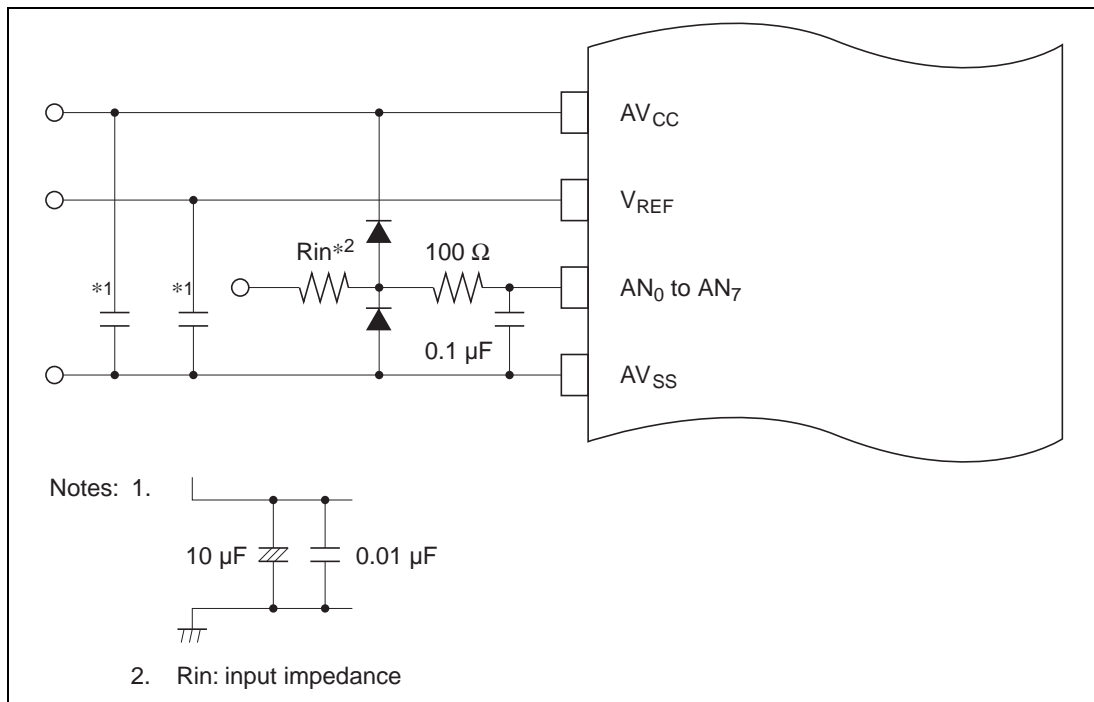 AVCC
VREF
Rin*2
100 Ω
*1
*1
AN0 to AN7
0.1 µF
AVSS
Notes: 1.
10 µF
0.01 µF
2. Rin: input impedance